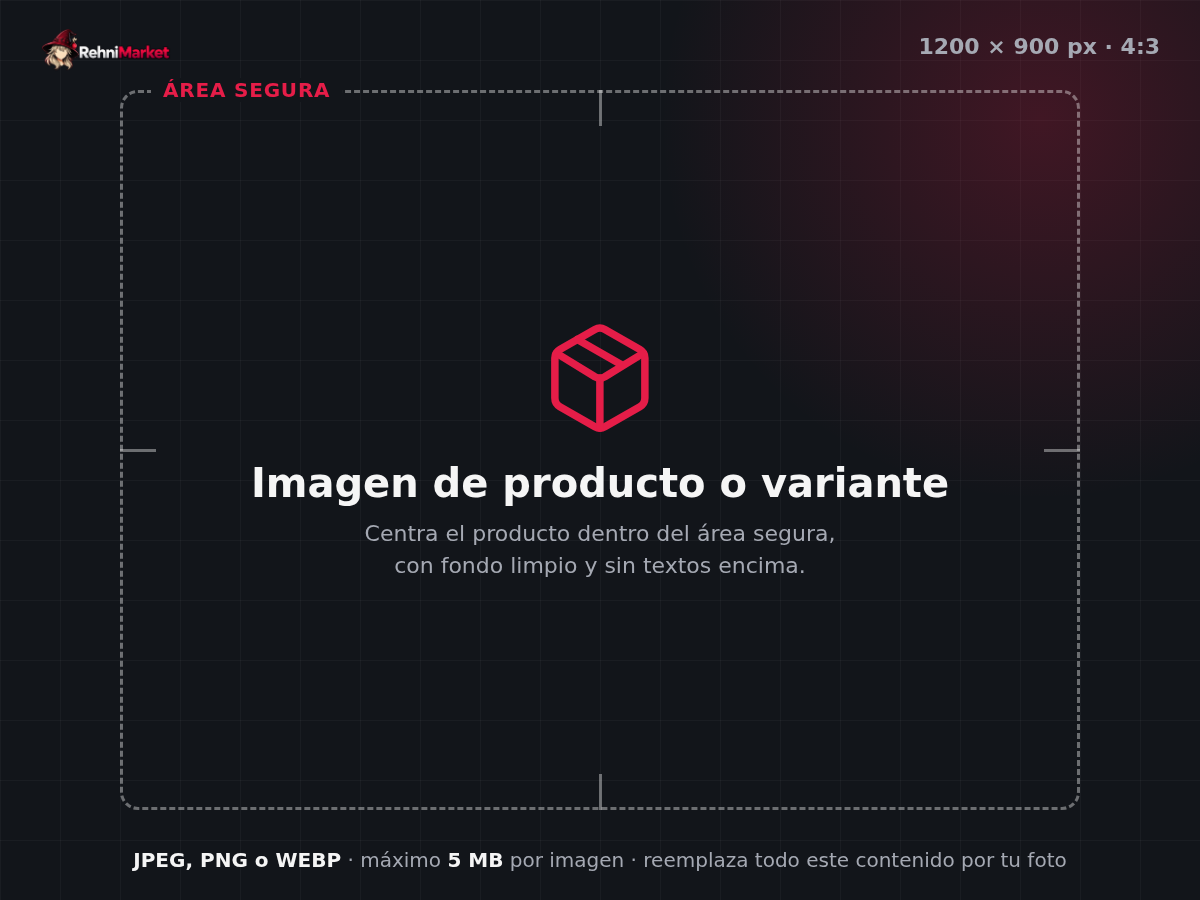 RehniMarket
1200 × 900 px · 4:3
ÁREA SEGURA
Imagen de producto o variante
Centra el producto dentro del área segura,
con fondo limpio y sin textos encima.
JPEG, PNG o WEBP · máximo 5 MB por imagen · reemplaza todo este contenido por tu foto